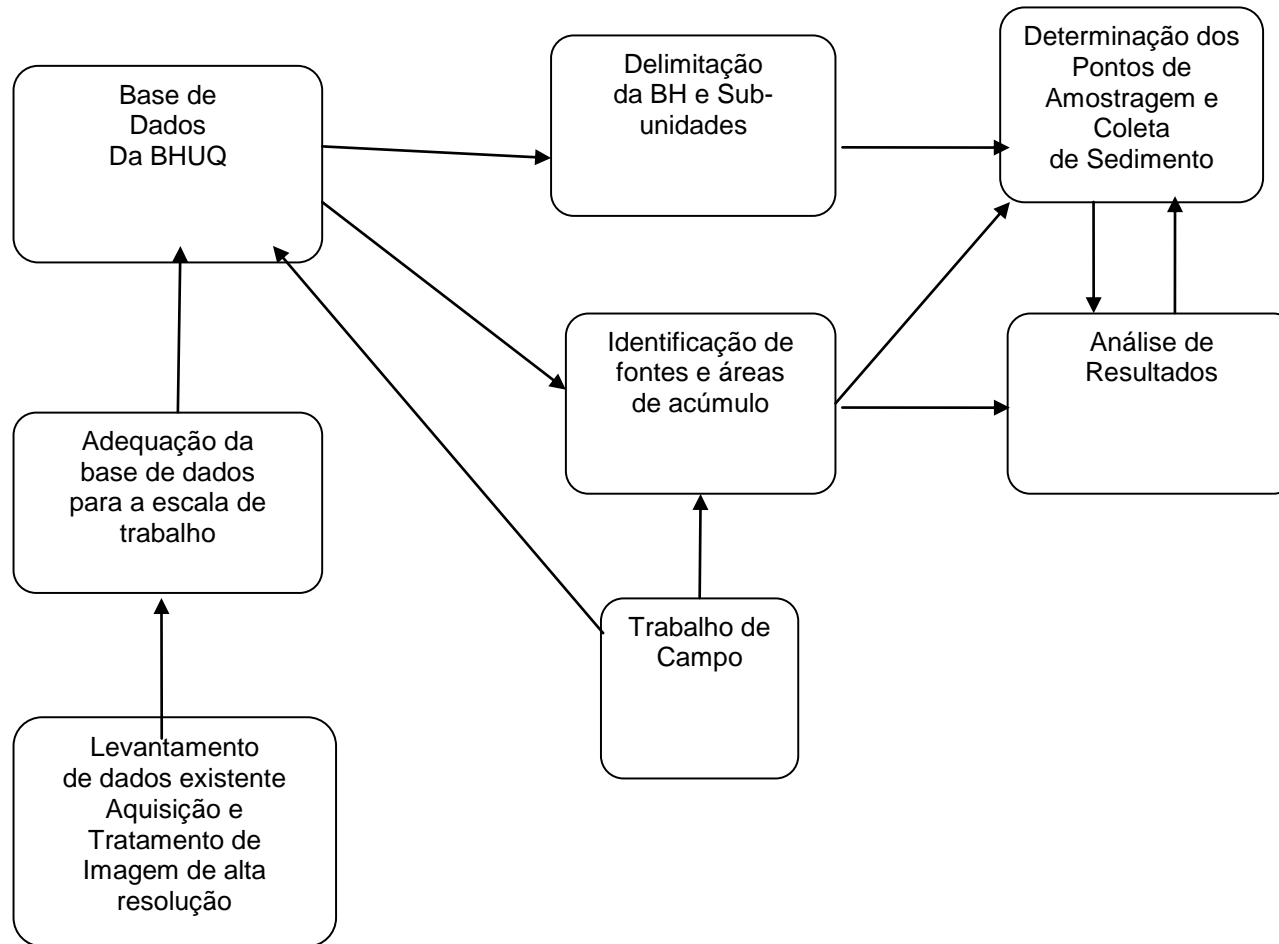 Base de
Dados
Da BHUQ
Delimitação
da BH e Sub-
unidades
Determinação dos
Pontos de
Amostragem e
Coleta
de Sedimento
Identificação de
fontes e áreas
de acúmulo
Análise de
Resultados
Adequação da
base de dados
para a escala de
trabalho
Trabalho de
Campo
Levantamento
de dados existente
Aquisição e
Tratamento de
Imagem de alta
resolução